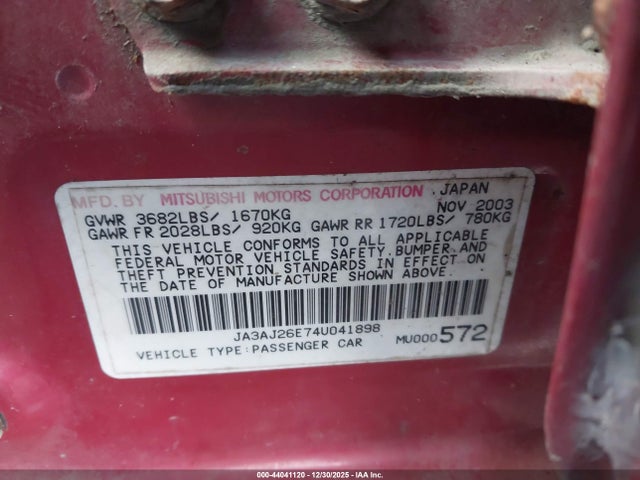 MFD. BY MITSUBISHI MOTORS CORPORATION JAPAN
GVWR 3682LBS/ 1670KG NOV 2003
GAWR FR 2028LBS/ 920KG GAWR RR 1720LBS/ 780KG
THIS VEHICLE CONFORMS TO ALL APPLICABLE
FEDERAL MOTOR VEHICLE SAFETY, BUMPER, AND
THEFT PREVENTION STANDARDS IN EFFECT ON
THE DATE OF MANUFACTURE SHOWN ABOVE.
JA3AJ26E74U041898
VEHICLE TYPE:PASSENGER CAR MU000572
000-44041120 - 12/30/2025 - IAA Inc.